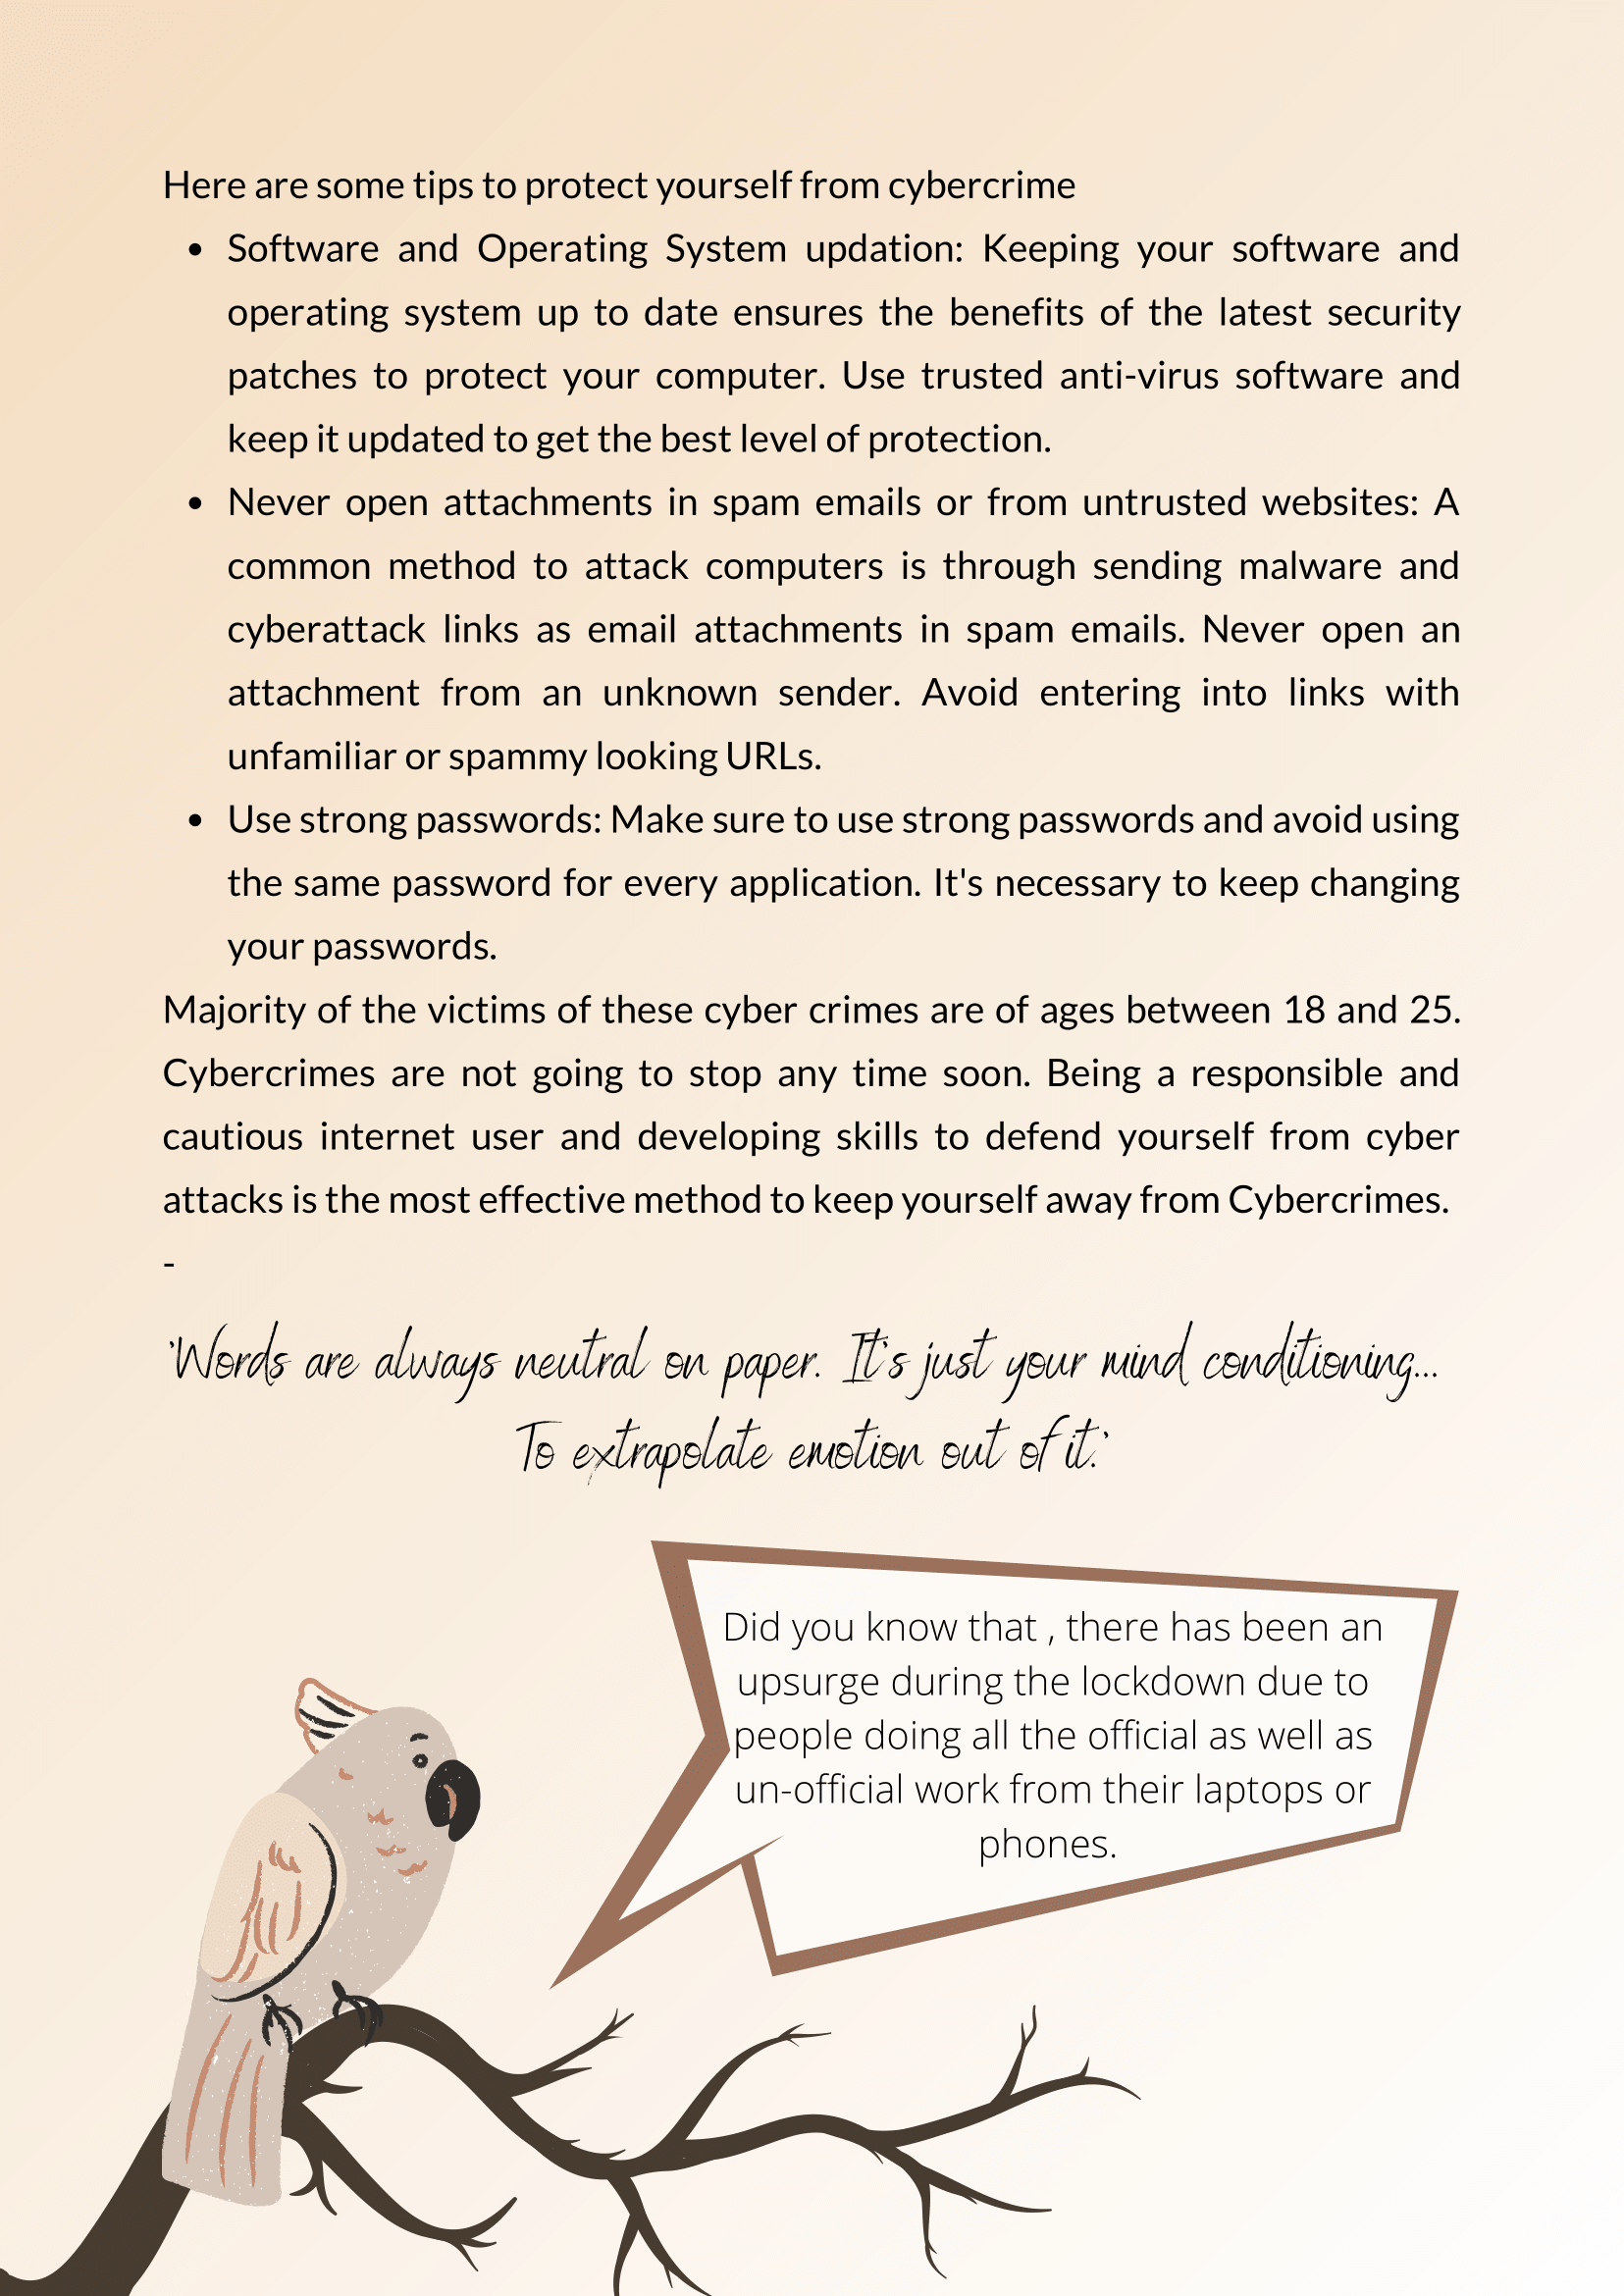 Here are some tips to protect yourself from cybercrime
• Software and Operating System updation: Keeping your software and
operating system up to date ensures the benefits of the latest security
patches to protect your computer. Use trusted anti-virus software and
keep it updated to get the best level of protection.
• Never open attachments in spam emails or from untrusted websites: A
common method to attack computers is through sending malware and
cyberattack links as email attachments in spam emails. Never open an
attachment from an unknown sender. Avoid entering into links with
unfamiliar or spammy looking URLs.
• Use strong passwords: Make sure to use strong passwords and avoid using
the same password for every application. It's necessary to keep changing
your passwords.
Majority of the victims of these cyber crimes are of ages between 18 and 25.
Cybercrimes are not going to stop any time soon. Being a responsible and
cautious internet user and developing skills to defend yourself from cyber
attacks is the most effective method to keep yourself away from Cybercrimes.
-
'Words are always neutral on paper. It's just your mind conditioning...
To extrapolate emotion out of it.'
Did you know that , there has been an
upsurge during the lockdown due to
people doing all the official as well as
un-official work from their laptops or
phones.